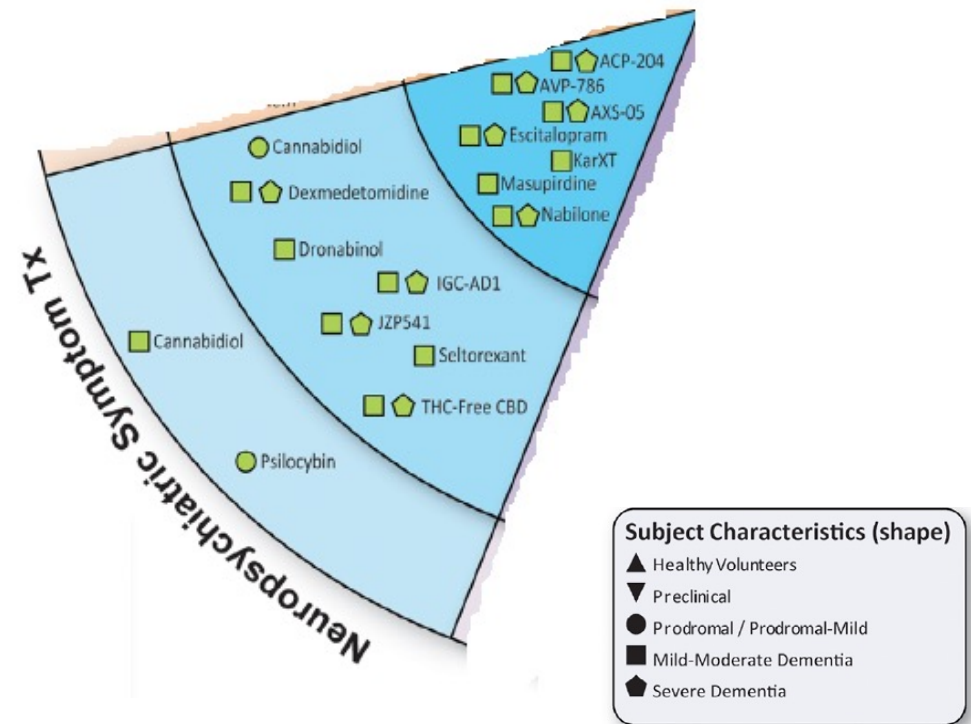 ACP-204
AVP-786
AXS-05
Escitalopram
KarXT
Masupirdine
Nabilone
Cannabidiol
Dexmedetomidine
Dronabinol
IGC-AD1
JZP541
Seltorexant
THC-Free CBD
Cannabidiol
Psilocybin
Neuropsychiatric Symptom Tx
Subject Characteristics (shape)
Healthy Volunteers
Preclinical
Prodromal / Prodromal-Mild
Mild-Moderate Dementia
Severe Dementia